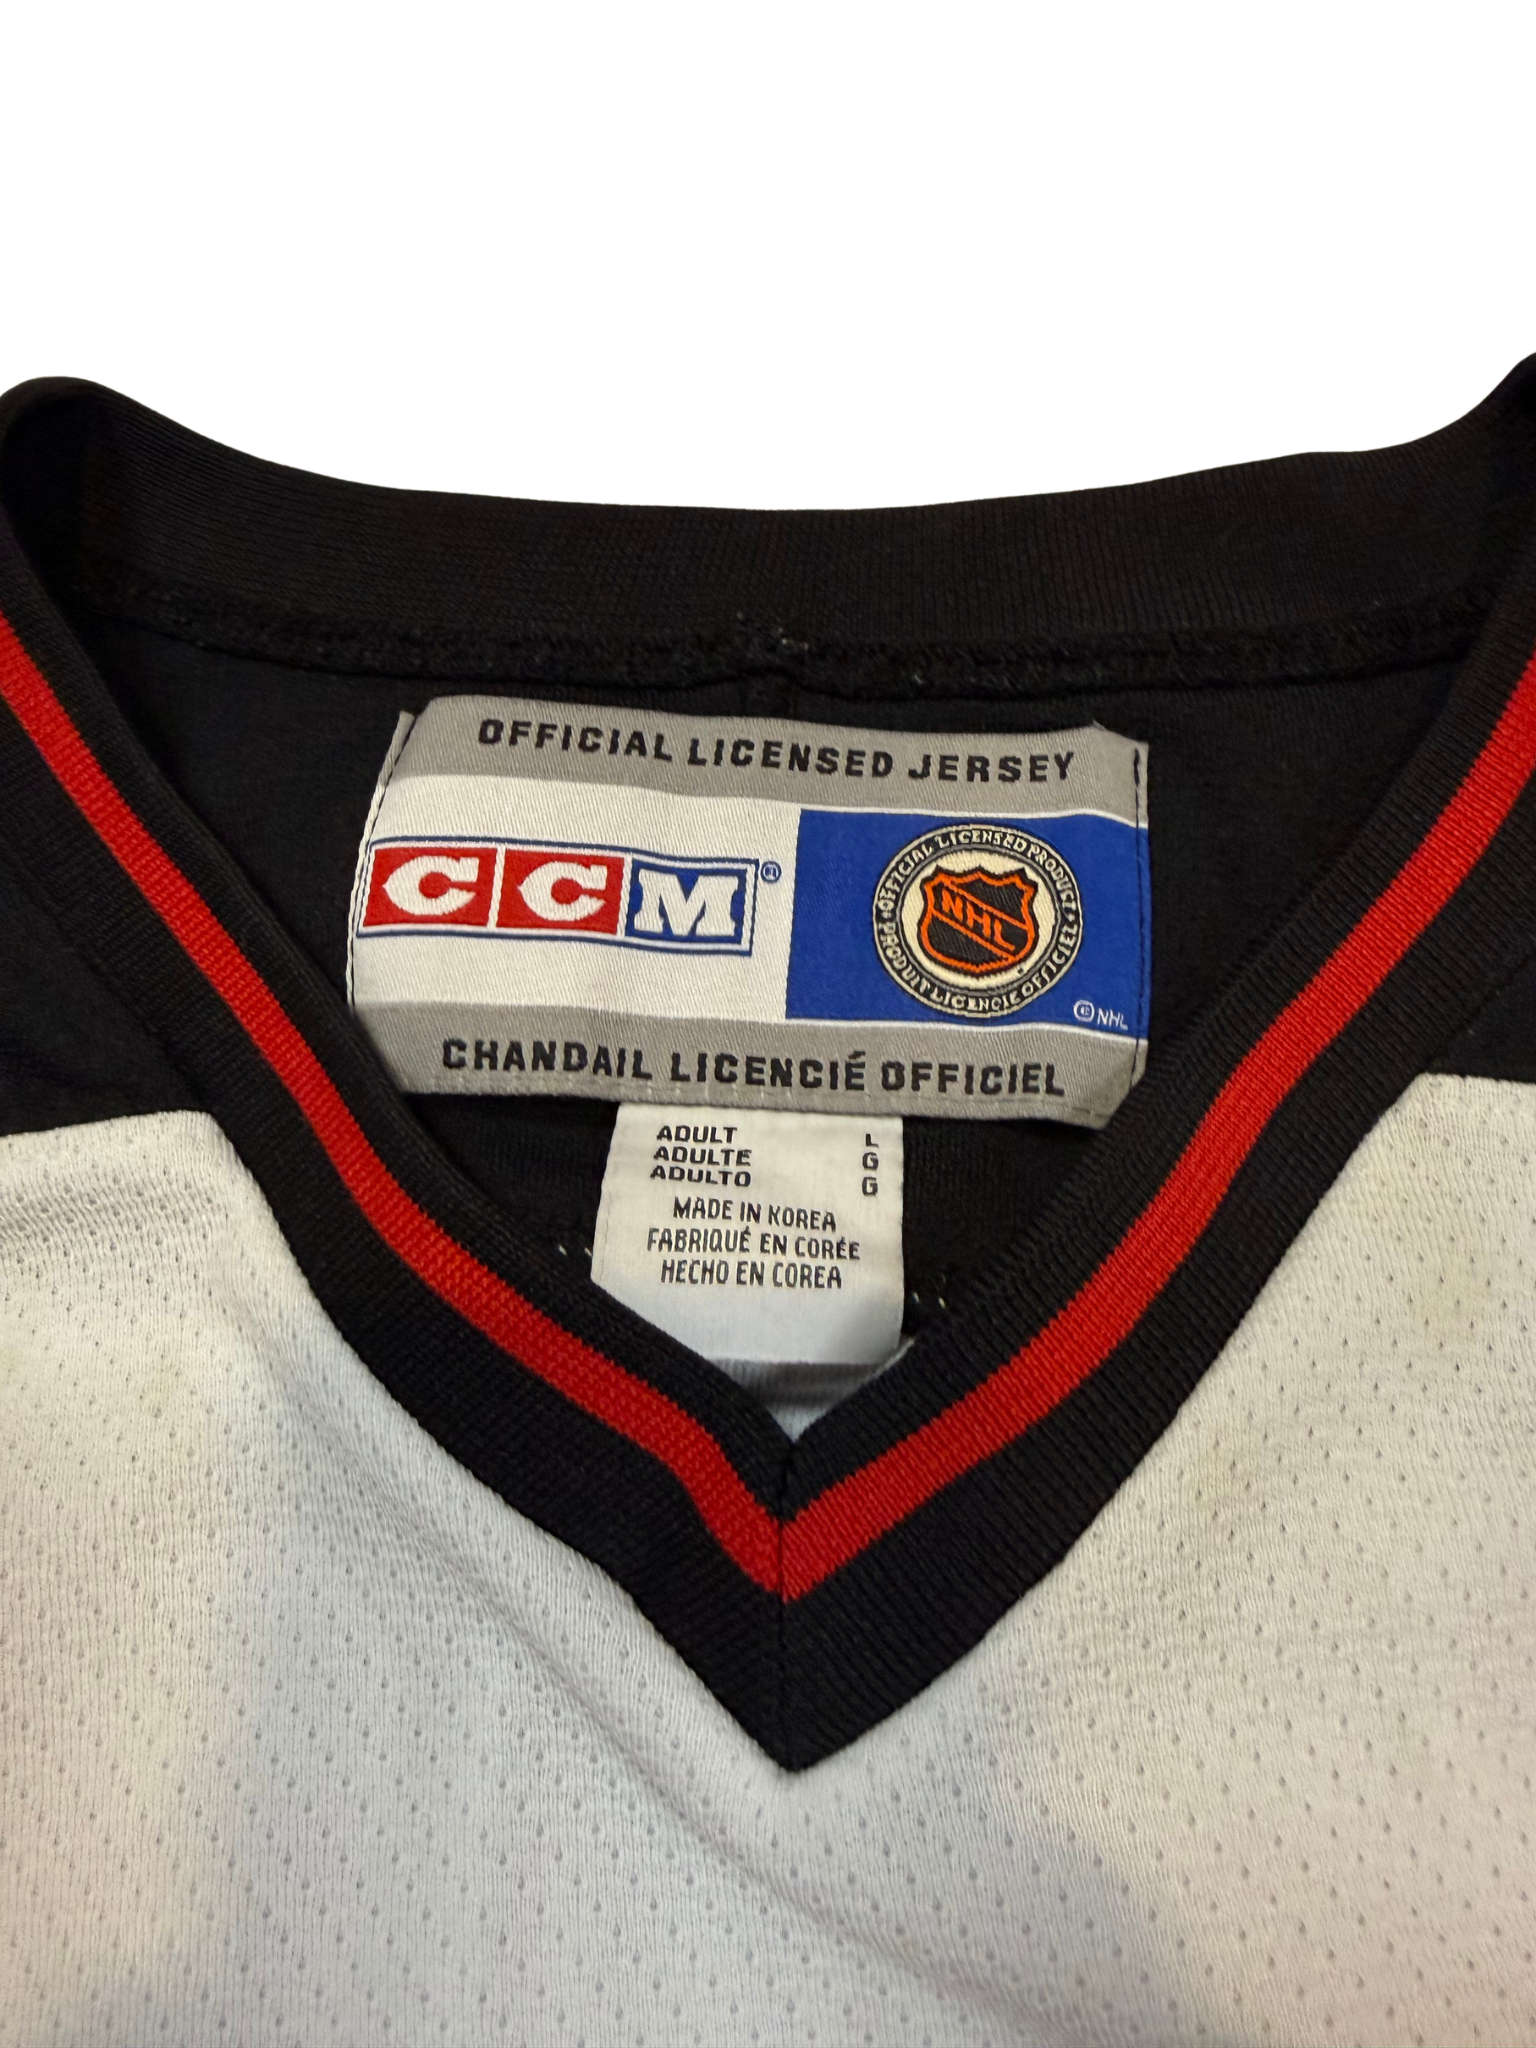 OFFICIAL LICENSED JERSEY
CCM®
OFFICIAL LICENSED PRODUCT
NHL
PRODUIT LICENCIÉ OFFICIEL
©NHL
CHANDAIL LICENCIÉ OFFICIEL
ADULT L
ADULTE G
ADULTO G
MADE IN KOREA
FABRIQUÉ EN CORÉE
HECHO EN COREA